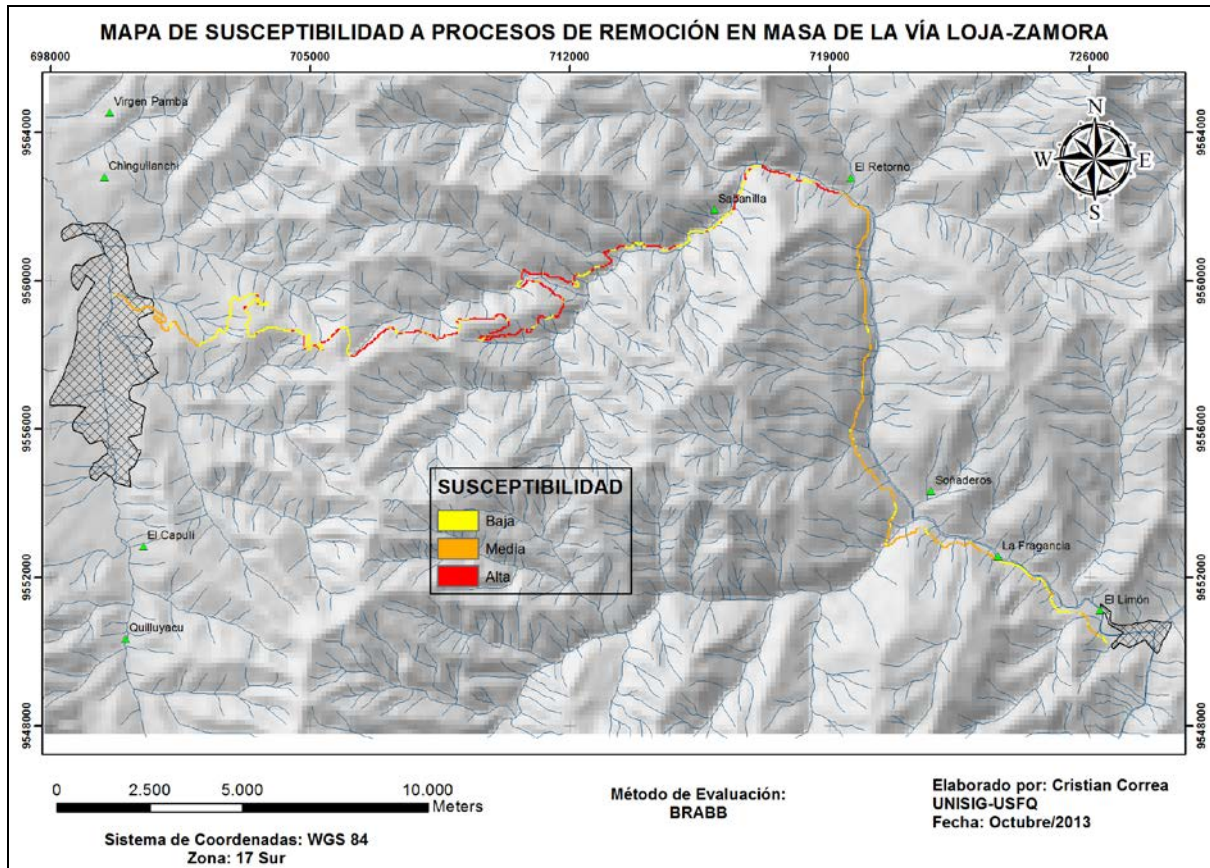 MAPA DE SUSCEPTIBILIDAD A PROCESOS DE REMOCIÓN EN MASA DE LA VÍA LOJA-ZAMORA
698000 705000 712000 719000 726000
9564000 9564000
9560000 9560000
9556000 9556000
9552000 9552000
9548000 9548000
N
W E
S
Virgen Pamba
Chinguilanchi
El Retorno
Sabanilla
Soñaderos
La Fragancia
El Limón
El Capulí
Quilluyacu
SUSCEPTIBILIDAD
Baja
Media
Alta
0 2.500 5.000 10.000
Meters
Sistema de Coordenadas: WGS 84
Zona: 17 Sur
Método de Evaluación:
BRABB
Elaborado por: Cristian Correa
UNISIG-USFQ
Fecha: Octubre/2013